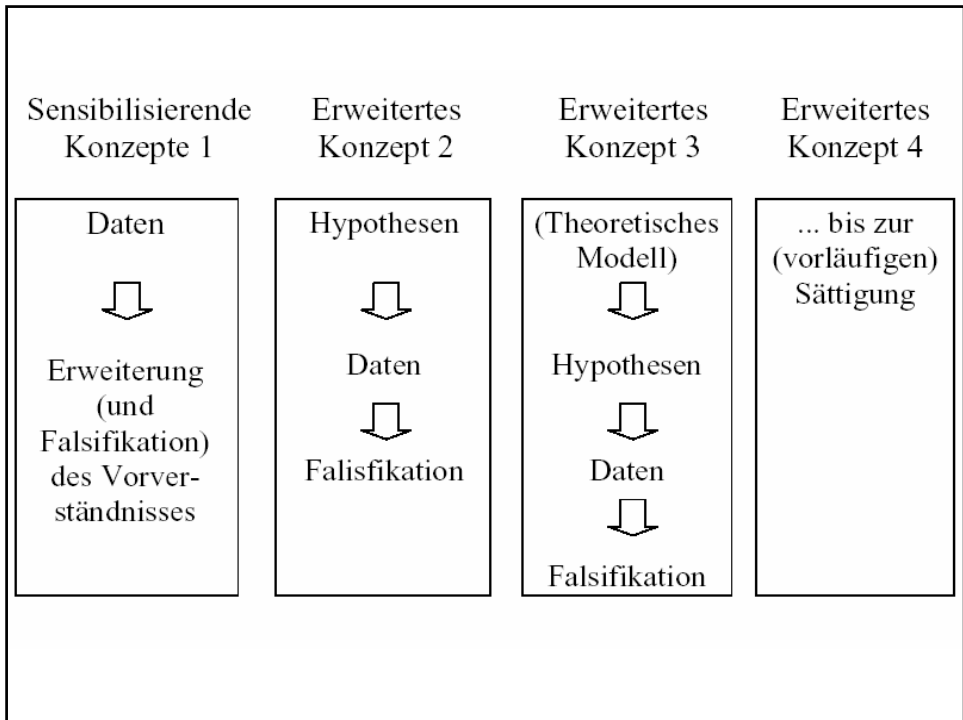 Sensibilisierende
Konzepte 1
Erweitertes
Konzept 2
Erweitertes
Konzept 3
Erweitertes
Konzept 4
Daten
Erweiterung
(und
Falsifikation)
des Vorver-
ständnisses
Hypothesen
Daten
Falisfikation
(Theoretisches
Modell)
Hypothesen
Daten
Falsifikation
... bis zur
(vorläufigen)
Sättigung